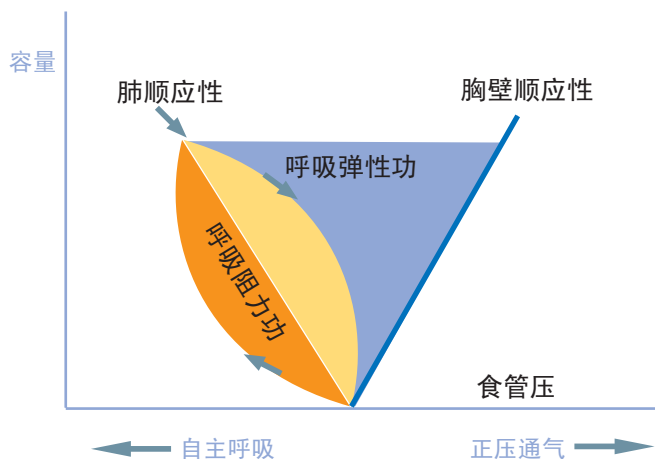 容量
肺顺应性
胸壁顺应性
呼吸弹性功
呼吸阻力功
食管压
自主呼吸
正压通气